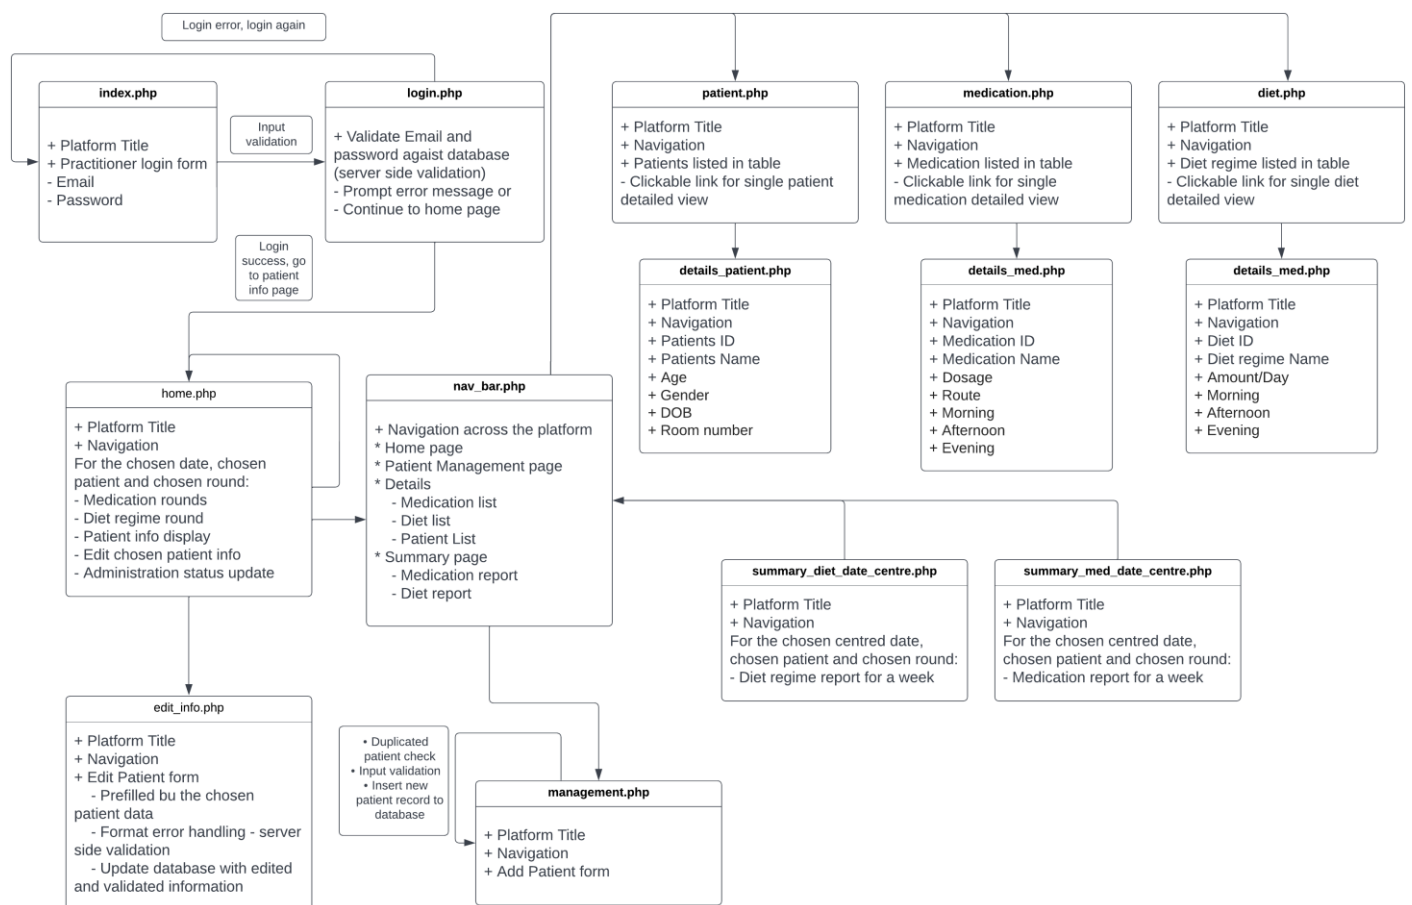 Login error, login again
index.php
+ Platform Title
+ Practitioner login form
- Email
- Password
Input
validation
login.php
+ Validate Email and
password agaist database
(server side validation)
- Prompt error message or
- Continue to home page
Login
success, go
to patient
info page
patient.php
+ Platform Title
+ Navigation
+ Patients listed in table
- Clickable link for single patient
detailed view
medication.php
+ Platform Title
+ Navigation
+ Medication listed in table
- Clickable link for single
medication detailed view
diet.php
+ Platform Title
+ Navigation
+ Diet regime listed in table
- Clickable link for single diet
detailed view
details_patient.php
+ Platform Title
+ Navigation
+ Patients ID
+ Patients Name
+ Age
+ Gender
+ DOB
+ Room number
details_med.php
+ Platform Title
+ Navigation
+ Medication ID
+ Medication Name
+ Dosage
+ Route
+ Morning
+ Afternoon
+ Evening
details_med.php
+ Platform Title
+ Navigation
+ Diet ID
+ Diet regime Name
+ Amount/Day
+ Morning
+ Afternoon
+ Evening
home.php
+ Platform Title
+ Navigation
For the chosen date, chosen
patient and chosen round:
- Medication rounds
- Diet regime round
- Patient info display
- Edit chosen patient info
- Administration status update
nav_bar.php
+ Navigation across the platform
* Home page
* Patient Management page
* Details
- Medication list
- Diet list
- Patient List
* Summary page
- Medication report
- Diet report
summary_diet_date_centre.php
+ Platform Title
+ Navigation
For the chosen centred date,
chosen patient and chosen round:
- Diet regime report for a week
summary_med_date_centre.php
+ Platform Title
+ Navigation
For the chosen centred date,
chosen patient and chosen round:
- Medication report for a week
edit_info.php
+ Platform Title
+ Navigation
+ Edit Patient form
- Prefilled bu the chosen
patient data
- Format error handling - server
side validation
- Update database with edited
and validated information
• Duplicated
patient check
• Input validation
• Insert new
patient record to
database
management.php
+ Platform Title
+ Navigation
+ Add Patient form